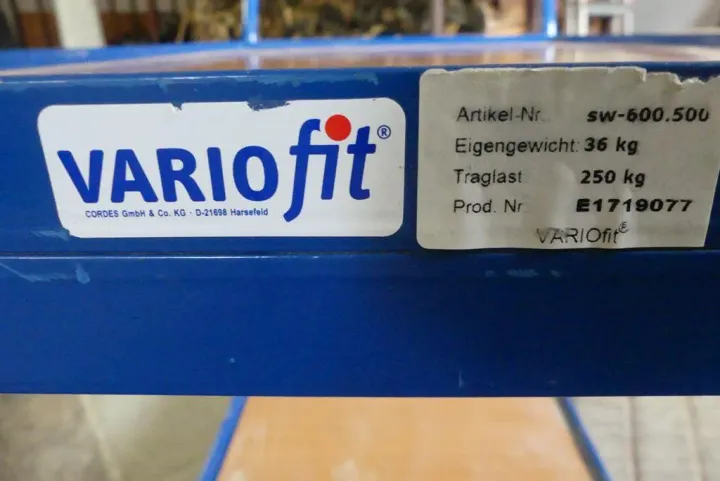 VARIOfit®
CORDES GmbH & Co. KG · D-21698 Harsefeld
Artikel-Nr. sw-600.500
Eigengewicht: 36 kg
Traglast 250 kg
Prod. Nr. E1719077
VARIOfit®